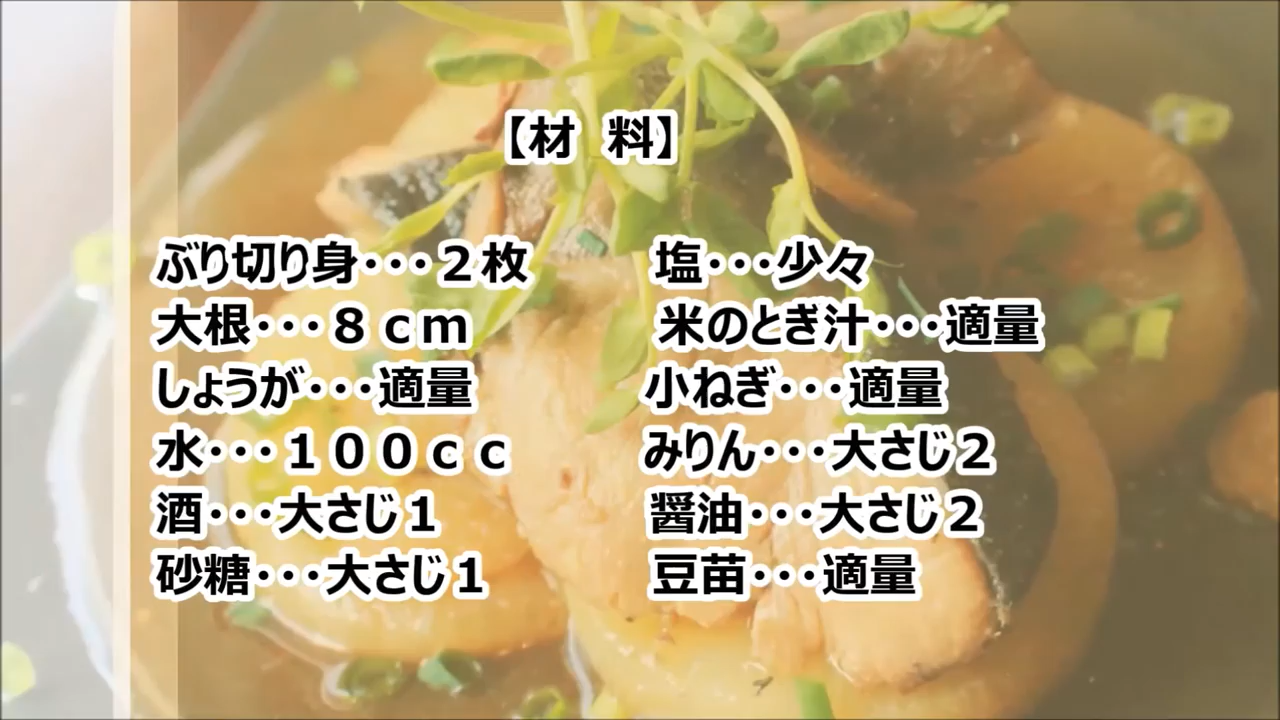 【材　料】
ぶり切り身･･･２枚
大根･･･８ｃｍ
しょうが･･･適量
水･･･１００ｃｃ
酒･･･大さじ１
砂糖･･･大さじ１
塩･･･少々
米のとぎ汁･･･適量
小ねぎ･･･適量
みりん･･･大さじ２
醤油･･･大さじ２
豆苗･･･適量